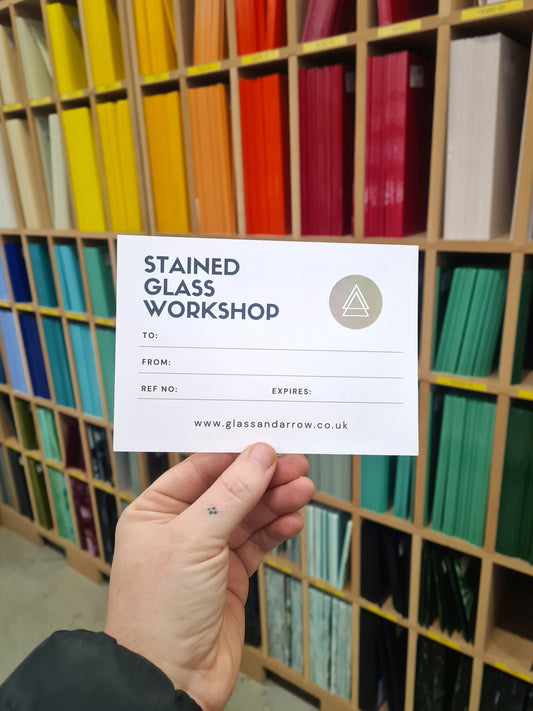 STAINED
GLASS
WORKSHOP
TO:
FROM:
REF NO: EXPIRES:
www.glassandarrow.co.uk